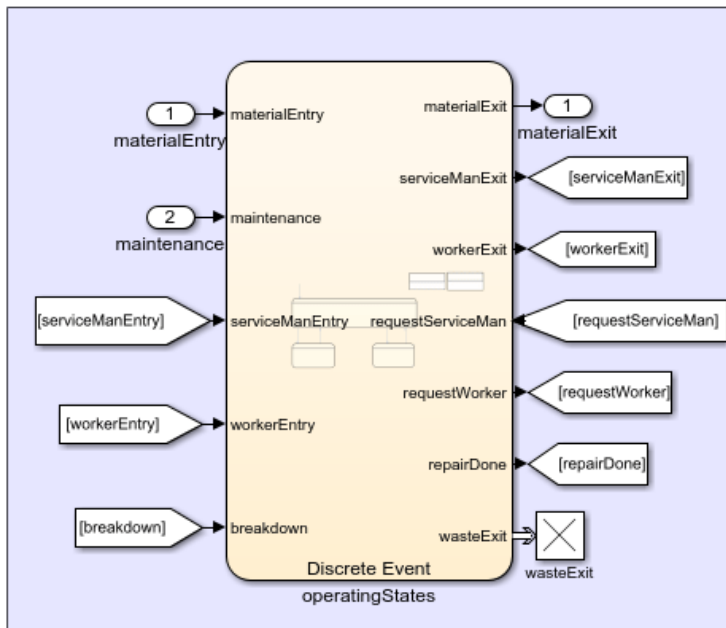 1
materialEntry
2
maintenance
[serviceManEntry]
[workerEntry]
[breakdown]
materialEntry
maintenance
serviceManEntry
workerEntry
breakdown
materialExit
serviceManExit
workerExit
requestServiceMan
requestWorker
repairDone
wasteExit
Discrete Event
operatingStates
1
materialExit
[serviceManExit]
[workerExit]
[requestServiceMan]
[requestWorker]
[repairDone]
wasteExit